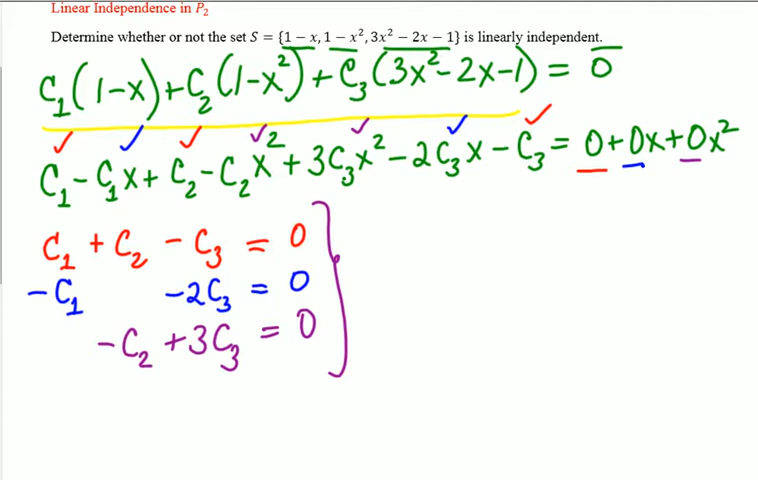 Linear Independence in P₂
Determine whether or not the set S = {1 − x, 1 − x², 3x² − 2x − 1} is linearly independent.
C₁(1−x)+C₂(1−x²)+C₃(3x²−2x−1) = 0
C₁−C₁x+C₂−C₂x²+3C₃x²−2C₃x−C₃ = 0+0x+0x²
C₁ + C₂ − C₃ = 0
−C₁ −2C₃ = 0
−C₂ +3C₃ = 0